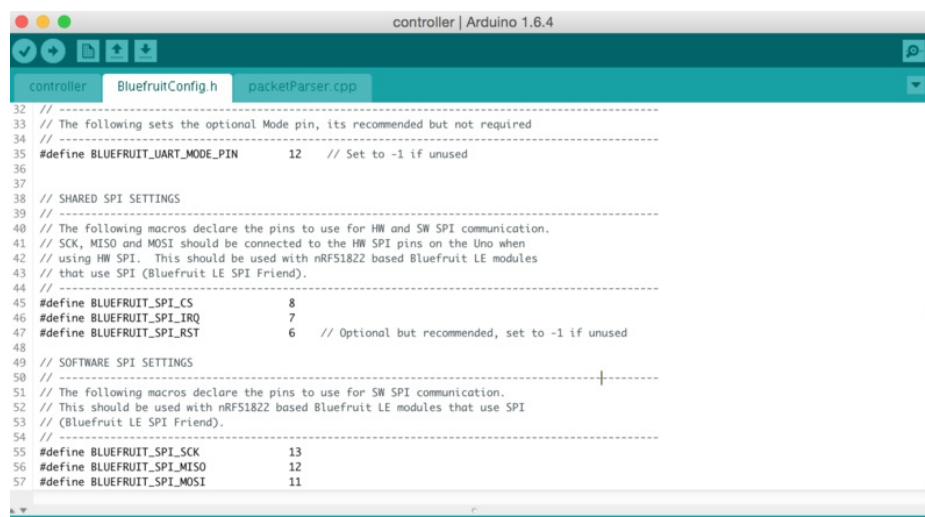 controller | Arduino 1.6.4
controller BluefruitConfig.h packetParser.cpp
32 // --------------------------------------------------------------------------
33 // The following sets the optional Mode pin, its recommended but not required
34 // --------------------------------------------------------------------------
35 #define BLUEFRUIT_UART_MODE_PIN 12 // Set to -1 if unused
36
37
38 // SHARED SPI SETTINGS
39 // --------------------------------------------------------------------------
40 // The following macros declare the pins to use for HW and SW SPI communication.
41 // SCK, MISO and MOSI should be connected to the HW SPI pins on the Uno when
42 // using HW SPI. This should be used with nRF51822 based Bluefruit LE modules
43 // that use SPI (Bluefruit LE SPI Friend).
44 // --------------------------------------------------------------------------
45 #define BLUEFRUIT_SPI_CS 8
46 #define BLUEFRUIT_SPI_IRQ 7
47 #define BLUEFRUIT_SPI_RST 6 // Optional but recommended, set to -1 if unused
48
49 // SOFTWARE SPI SETTINGS
50 // --------------------------------------------------------------------------
51 // The following macros declare the pins to use for SW SPI communication.
52 // This should be used with nRF51822 based Bluefruit LE modules that use SPI
53 // (Bluefruit LE SPI Friend).
54 // --------------------------------------------------------------------------
55 #define BLUEFRUIT_SPI_SCK 13
56 #define BLUEFRUIT_SPI_MISO 12
57 #define BLUEFRUIT_SPI_MOSI 11